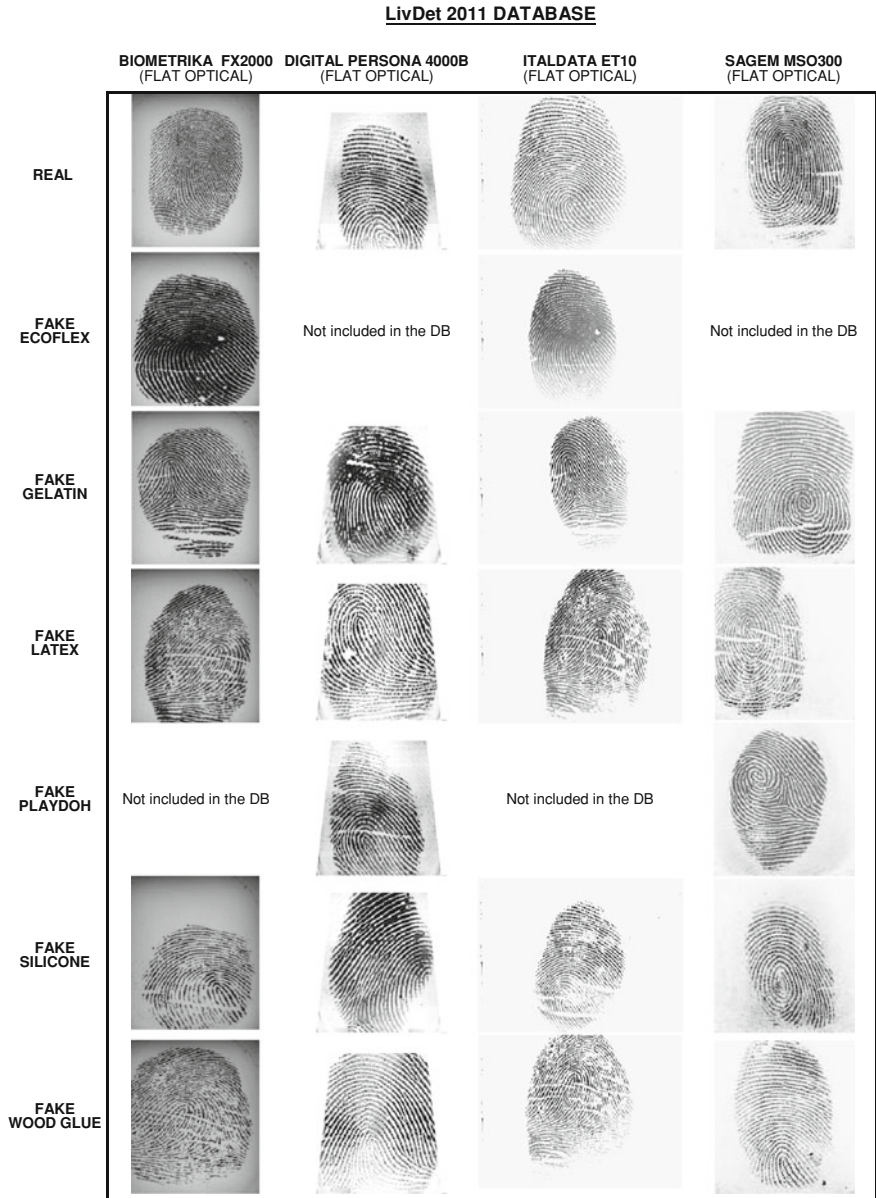 LivDet 2011 DATABASE
BIOMETRIKA FX2000 DIGITAL PERSONA 4000B ITALDATA ET10 SAGEM MSO300
(FLAT OPTICAL) (FLAT OPTICAL) (FLAT OPTICAL) (FLAT OPTICAL)
REAL
FAKE
ECOFLEX
Not included in the DB
Not included in the DB
FAKE
GELATIN
FAKE
LATEX
FAKE
PLAYDOH
Not included in the DB
Not included in the DB
FAKE
SILICONE
FAKE
WOOD GLUE